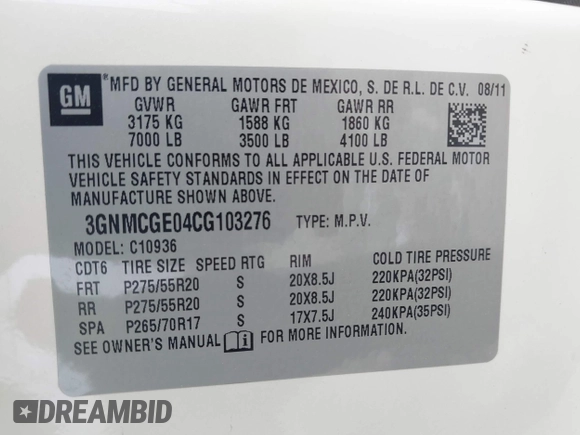 GM
®MFD BY GENERAL MOTORS DE MEXICO, S. DE R.L. DE C.V. 08/11
GVWR GAWR FRT GAWR RR
3175 KG 1588 KG 1860 KG
7000 LB 3500 LB 4100 LB
THIS VEHICLE CONFORMS TO ALL APPLICABLE U.S. FEDERAL MOTOR
VEHICLE SAFETY STANDARDS IN EFFECT ON THE DATE OF
MANUFACTURE SHOWN ABOVE.
3GNMCGE04CG103276 TYPE: M.P.V.
MODEL: C10936
CDT6 TIRE SIZE SPEED RTG RIM COLD TIRE PRESSURE
FRT P275/55R20 S 20X8.5J 220KPA(32PSI)
RR P275/55R20 S 20X8.5J 220KPA(32PSI)
SPA P265/70R17 S 17X7.5J 240KPA(35PSI)
SEE OWNER'S MANUAL FOR MORE INFORMATION.
DREAMBID